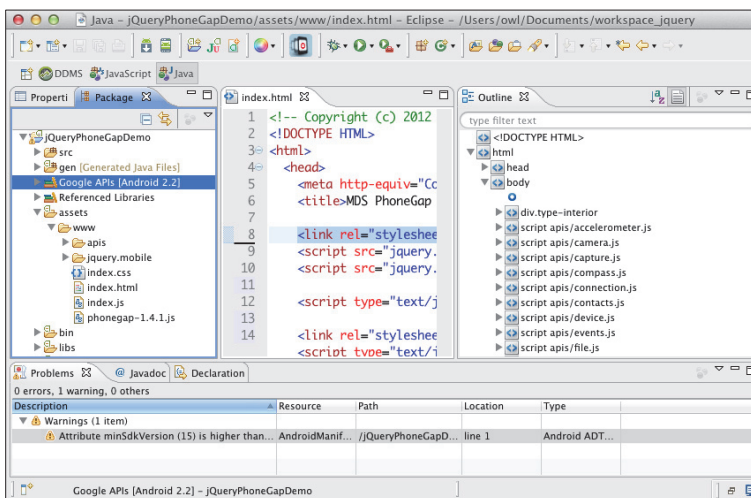 Java - jQueryPhoneGapDemo/assets/www/index.html - Eclipse - /Users/owl/Documents/workspace_jquery
DDMS JavaScript Java
Properti Package
jQueryPhoneGapDemo
src
gen [Generated Java Files]
Google APIs [Android 2.2]
Referenced Libraries
assets
www
apis
jquery.mobile
index.css
index.html
index.js
phonegap-1.4.1.js
bin
libs
index.html
1 <!-- Copyright (c) 2012
2 <!DOCTYPE HTML>
3 <html>
4 <head>
5 <meta http-equiv="Cc
6 <title>MDS PhoneGap
7
8 <link rel="styleshee
9 <script src="jquery.
10 <script src="jquery.
11
12 <script type="text/j
13
14 <link rel="styleshee
<script type="text/i
Outline
type filter text
<!DOCTYPE HTML>
html
head
body
div.type-interior
script apis/accelerometer.js
script apis/camera.js
script apis/capture.js
script apis/compass.js
script apis/connection.js
script apis/contacts.js
script apis/device.js
script apis/events.js
script apis/file.js
Problems @ Javadoc Declaration
0 errors, 1 warning, 0 others
Description Resource Path Location Type
Warnings (1 item)
Attribute minSdkVersion (15) is higher than... AndroidManif... /jQueryPhoneGapD... line 1 Android ADT...
Google APIs [Android 2.2] - jQueryPhoneGapDemo